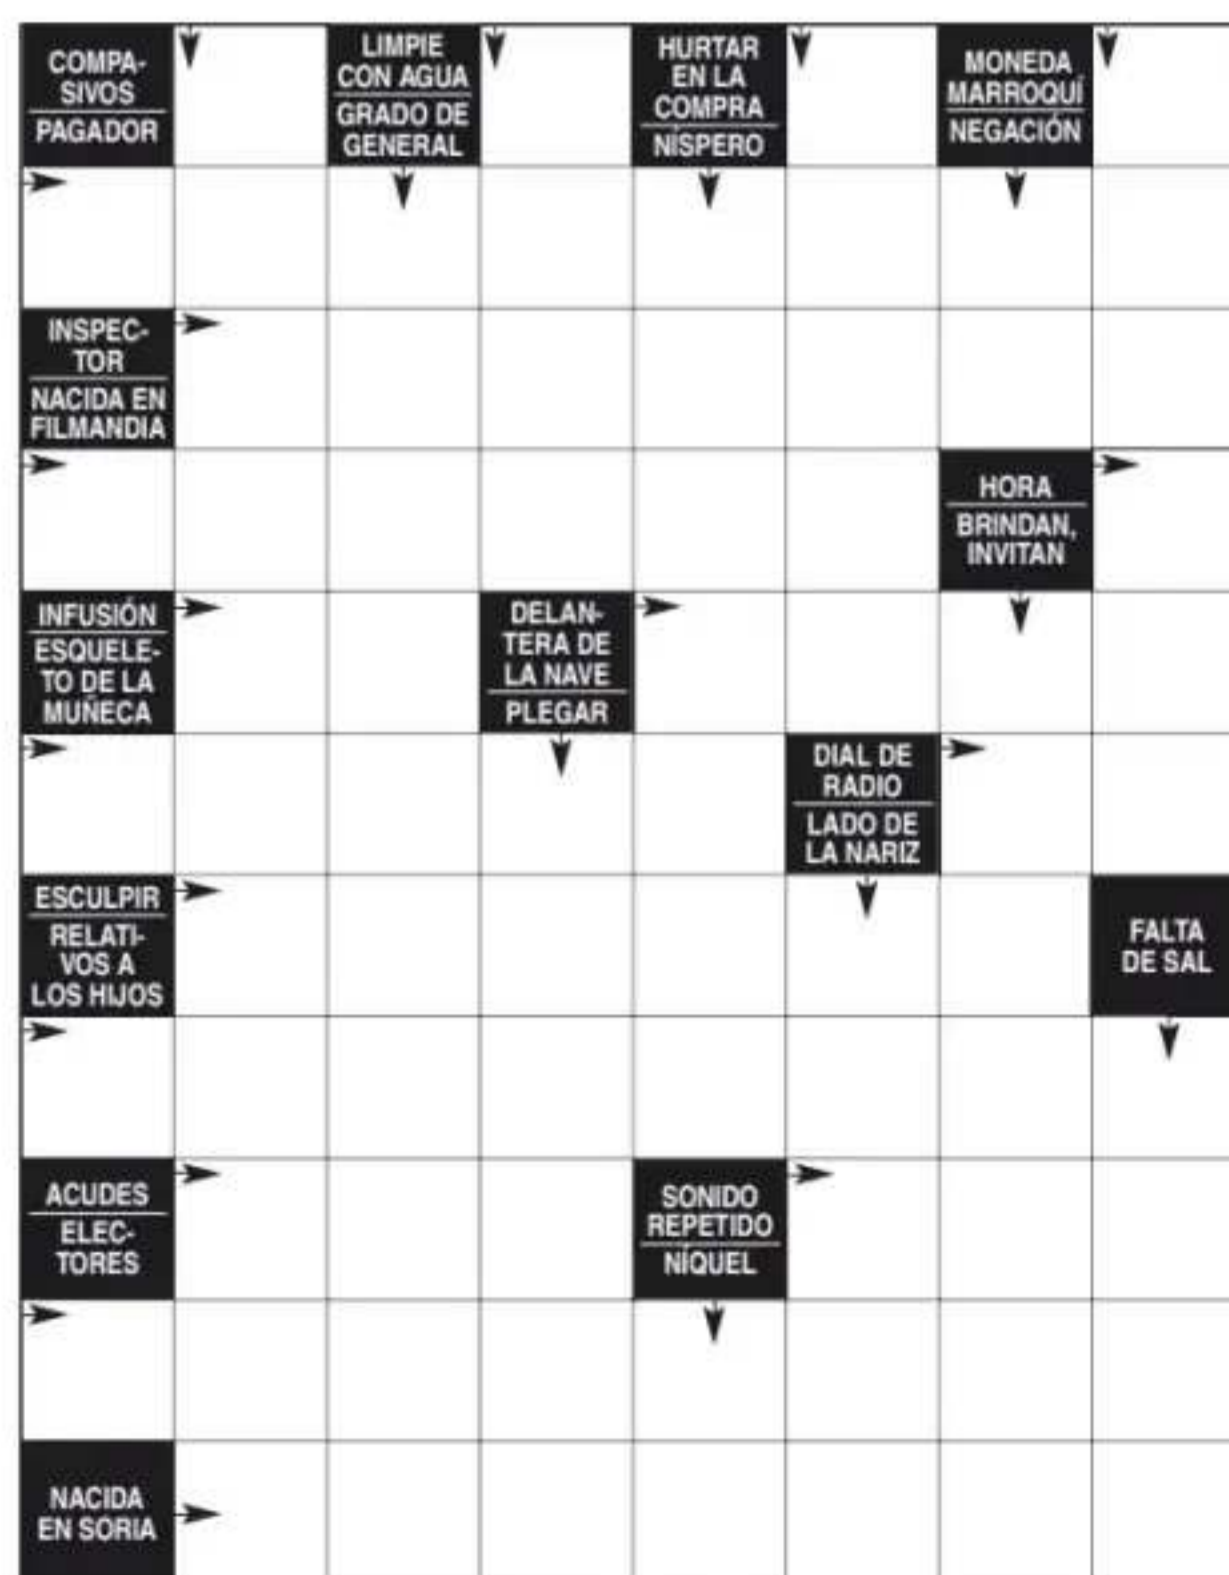 COMPA-
SIVOS
PAGADOR
LIMPIE
CON AGUA
GRADO DE
GENERAL
HURTAR
EN LA
COMPRA
NÍSPERO
MONEDA
MARROQUÍ
NEGACIÓN
INSPEC-
TOR
NACIDA EN
FILMANDIA
HORA
BRINDAN,
INVITAN
INFUSIÓN
ESQUELE-
TO DE LA
MUÑECA
DELAN-
TERA DE
LA NAVE
PLEGAR
DIAL DE
RADIO
LADO DE
LA NARIZ
ESCULPIR
RELATI-
VOS A
LOS HIJOS
FALTA
DE SAL
ACUDES
ELEC-
TORES
SONIDO
REPETIDO
NÍQUEL
NACIDA
EN SORIA